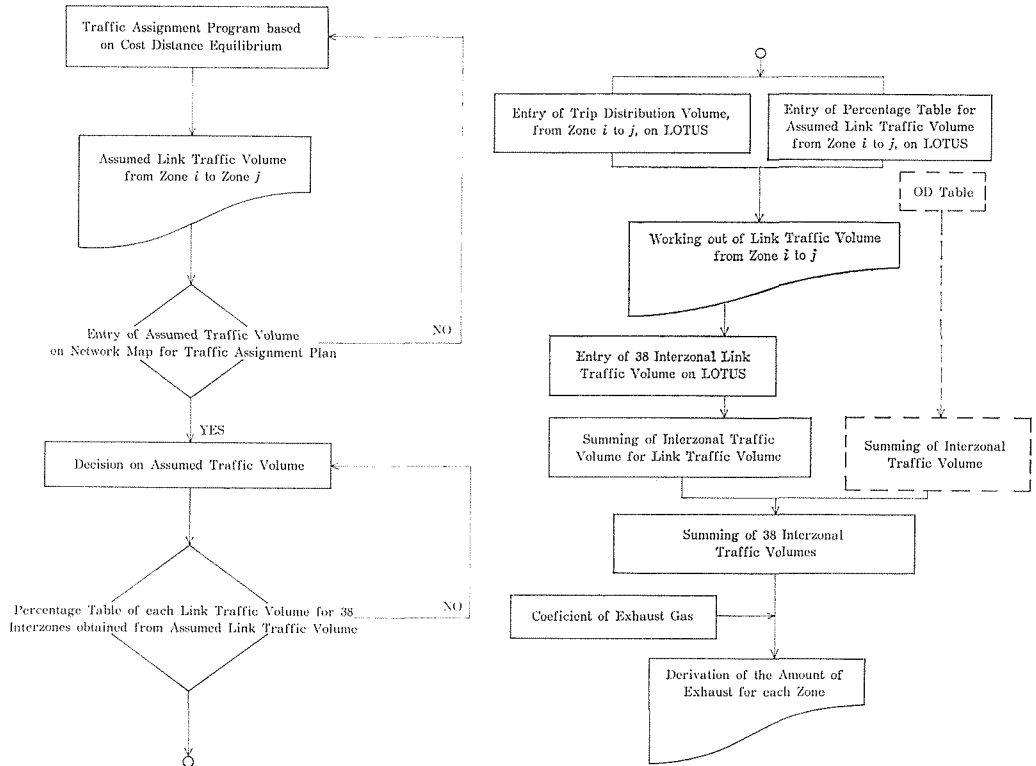 Traffic Assignment Program based
on Cost Distance Equilibrium
Assumed Link Traffic Volume
from Zone i to Zone j
Entry of Assumed Traffic Volume
on Network Map for Traffic Assignment Plan
NO
YES
Decision on Assumed Traffic Volume
Percentage Table of each Link Traffic Volume for 38
Interzones obtained from Assumed Link Traffic Volume
NO
Entry of Trip Distribution Volume,
from Zone i to j, on LOTUS
Entry of Percentage Table for
Assumed Link Traffic Volume
from Zone i to j, on LOTUS
OD Table
Working out of Link Traffic Volume
from Zone i to j
Entry of 38 Interzonal Link
Traffic Volume on LOTUS
Summing of Interzonal Traffic
Volume for Link Traffic Volume
Summing of Interzonal
Traffic Volume
Summing of 38 Interzonal
Traffic Volumes
Coeficient of Exhaust Gas
Derivation of the Amount of
Exhaust for each Zone